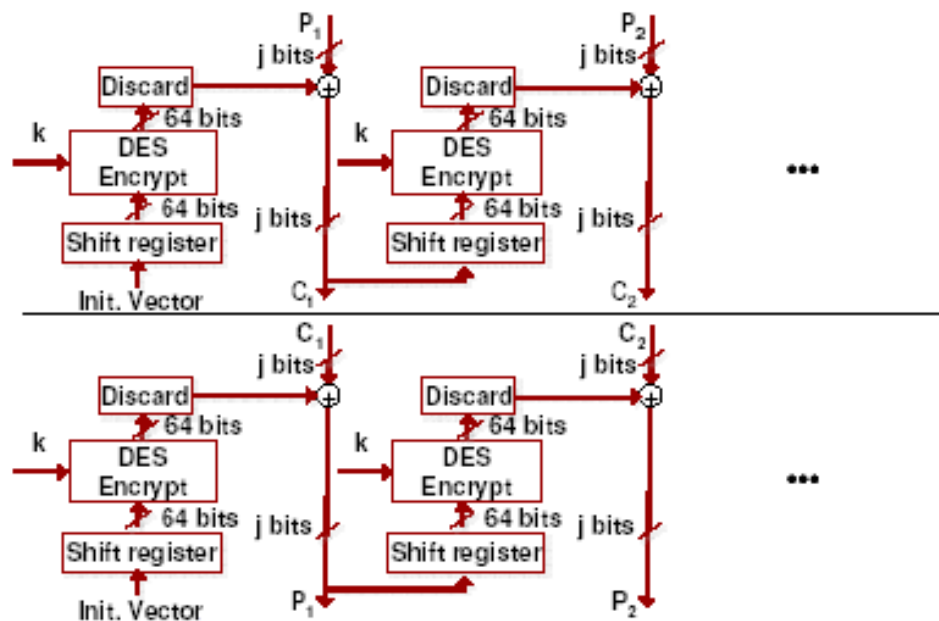 P1 P2
j bits j bits
Discard + Discard +
64 bits 64 bits
k DES Encrypt k DES Encrypt
•••
64 bits j bits 64 bits j bits
Shift register Shift register
Init. Vector C1 C2
C1 C2
j bits j bits
Discard + Discard +
64 bits 64 bits
k DES Encrypt k DES Encrypt
•••
64 bits j bits 64 bits j bits
Shift register Shift register
Init. Vector P1 P2